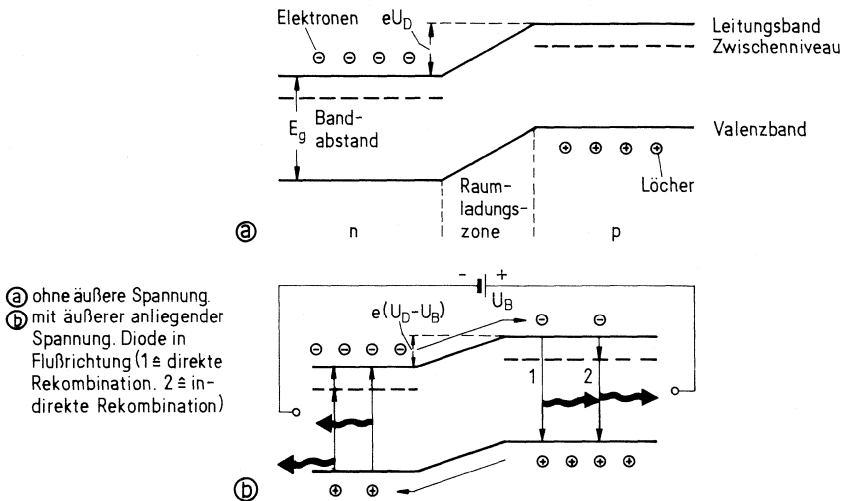 Elektronen
eU_D
Leitungsband
Zwischenniveau
E_g
Band-
abstand
Valenzband
Raum-
ladungs-
zone
Löcher
ⓐ
n
p
ⓐ ohne äußere Spannung.
ⓑ mit äußerer anliegender
Spannung. Diode in
Flußrichtung (1 ≙ direkte
Rekombination. 2 ≙ in-
direkte Rekombination)
- +
U_B
e(U_D-U_B)
1
2
ⓑ